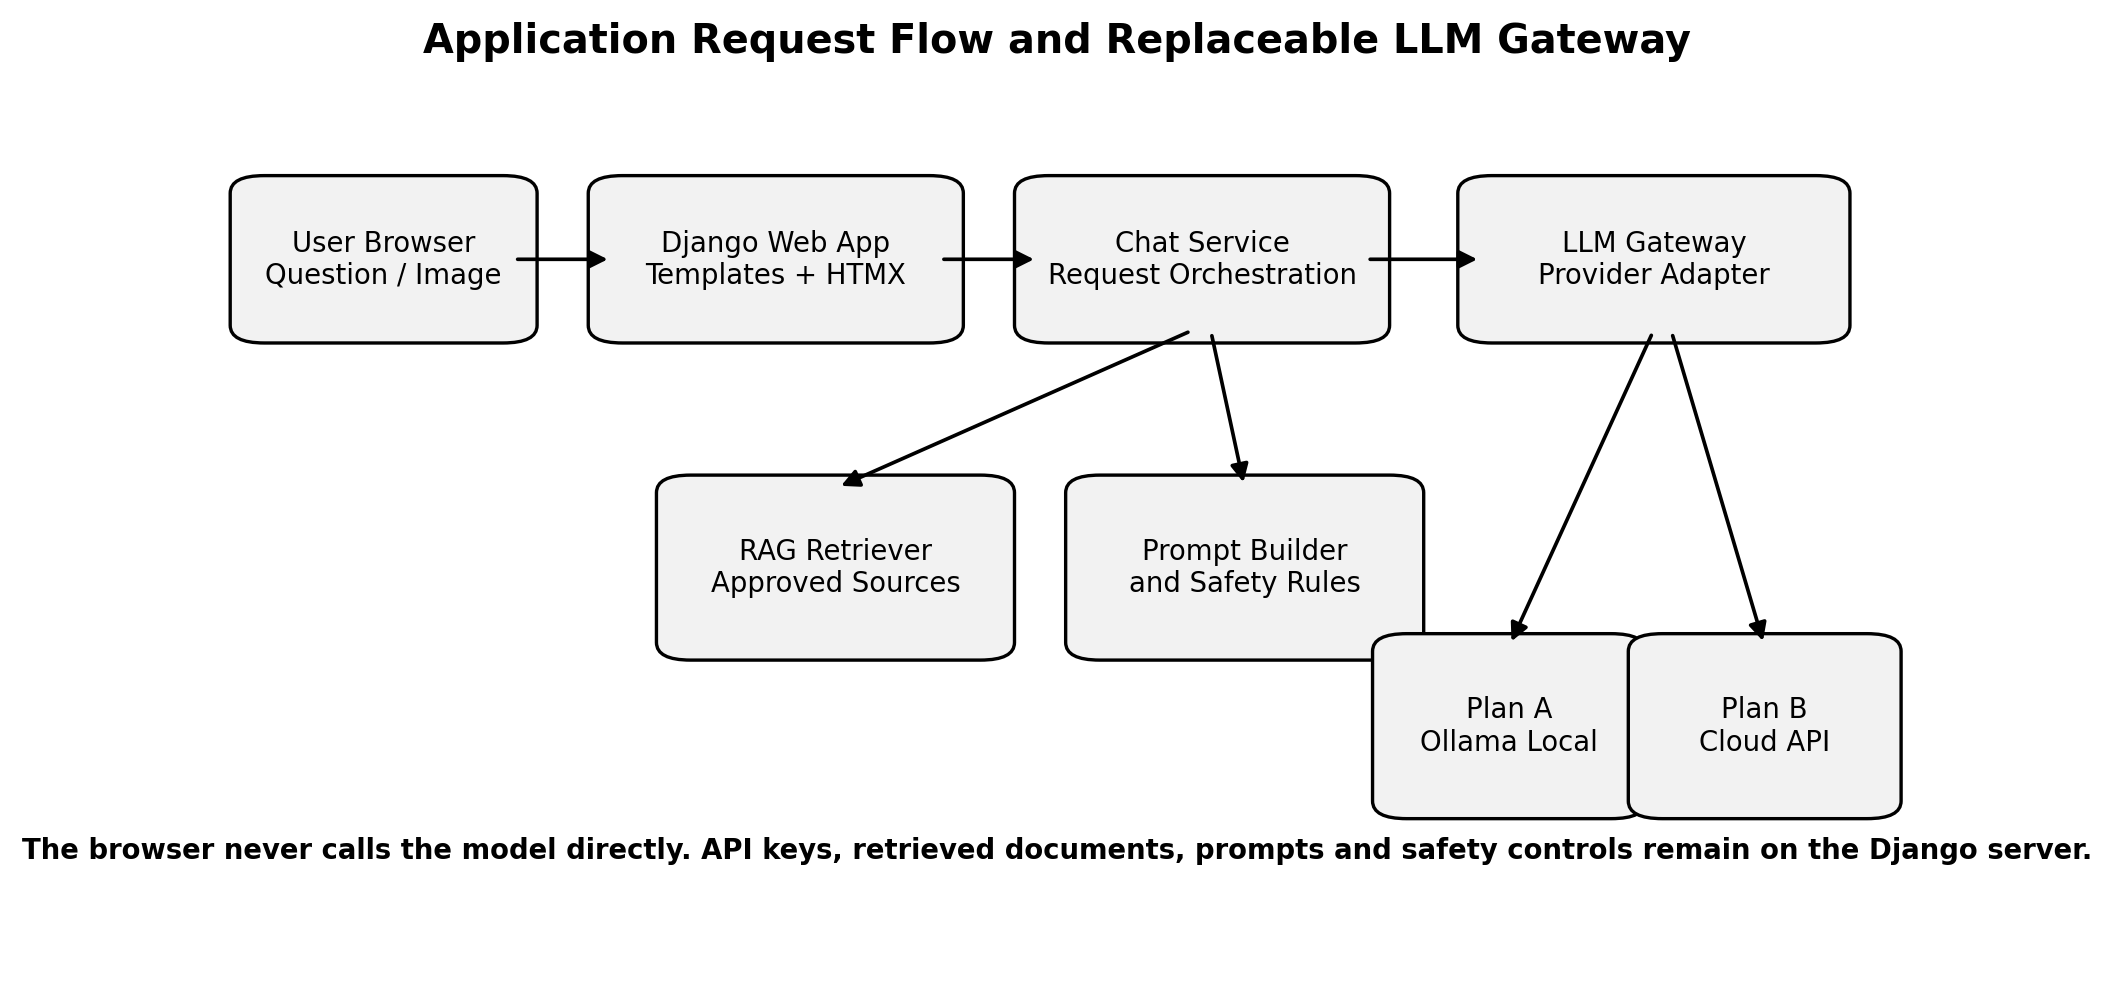 Application Request Flow and Replaceable LLM Gateway
User Browser
Question / Image
Django Web App
Templates + HTMX
Chat Service
Request Orchestration
LLM Gateway
Provider Adapter
RAG Retriever
Approved Sources
Prompt Builder
and Safety Rules
Plan A
Ollama Local
Plan B
Cloud API
The browser never calls the model directly. API keys, retrieved documents, prompts and safety controls remain on the Django server.